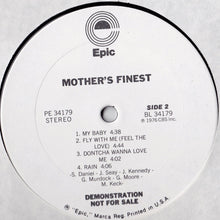 Epic
MOTHER'S FINEST
PE 34179
STEREO
SIDE 2
BL 34179
℗ 1976 CBS Inc.
1. MY BABY 4:38
2. FLY WITH ME (FEEL THE
LOVE) 4:44
3. DONTCHA WANNA LOVE
ME 4:02
4. RAIN 4:06
S. Daniel - J. Seay - J. Kennedy -
G. Murdock - G. Moore -
M. Keck-
DEMONSTRATION
NOT FOR SALE
® "Epic," Marca Reg. Printed in U.S.A.